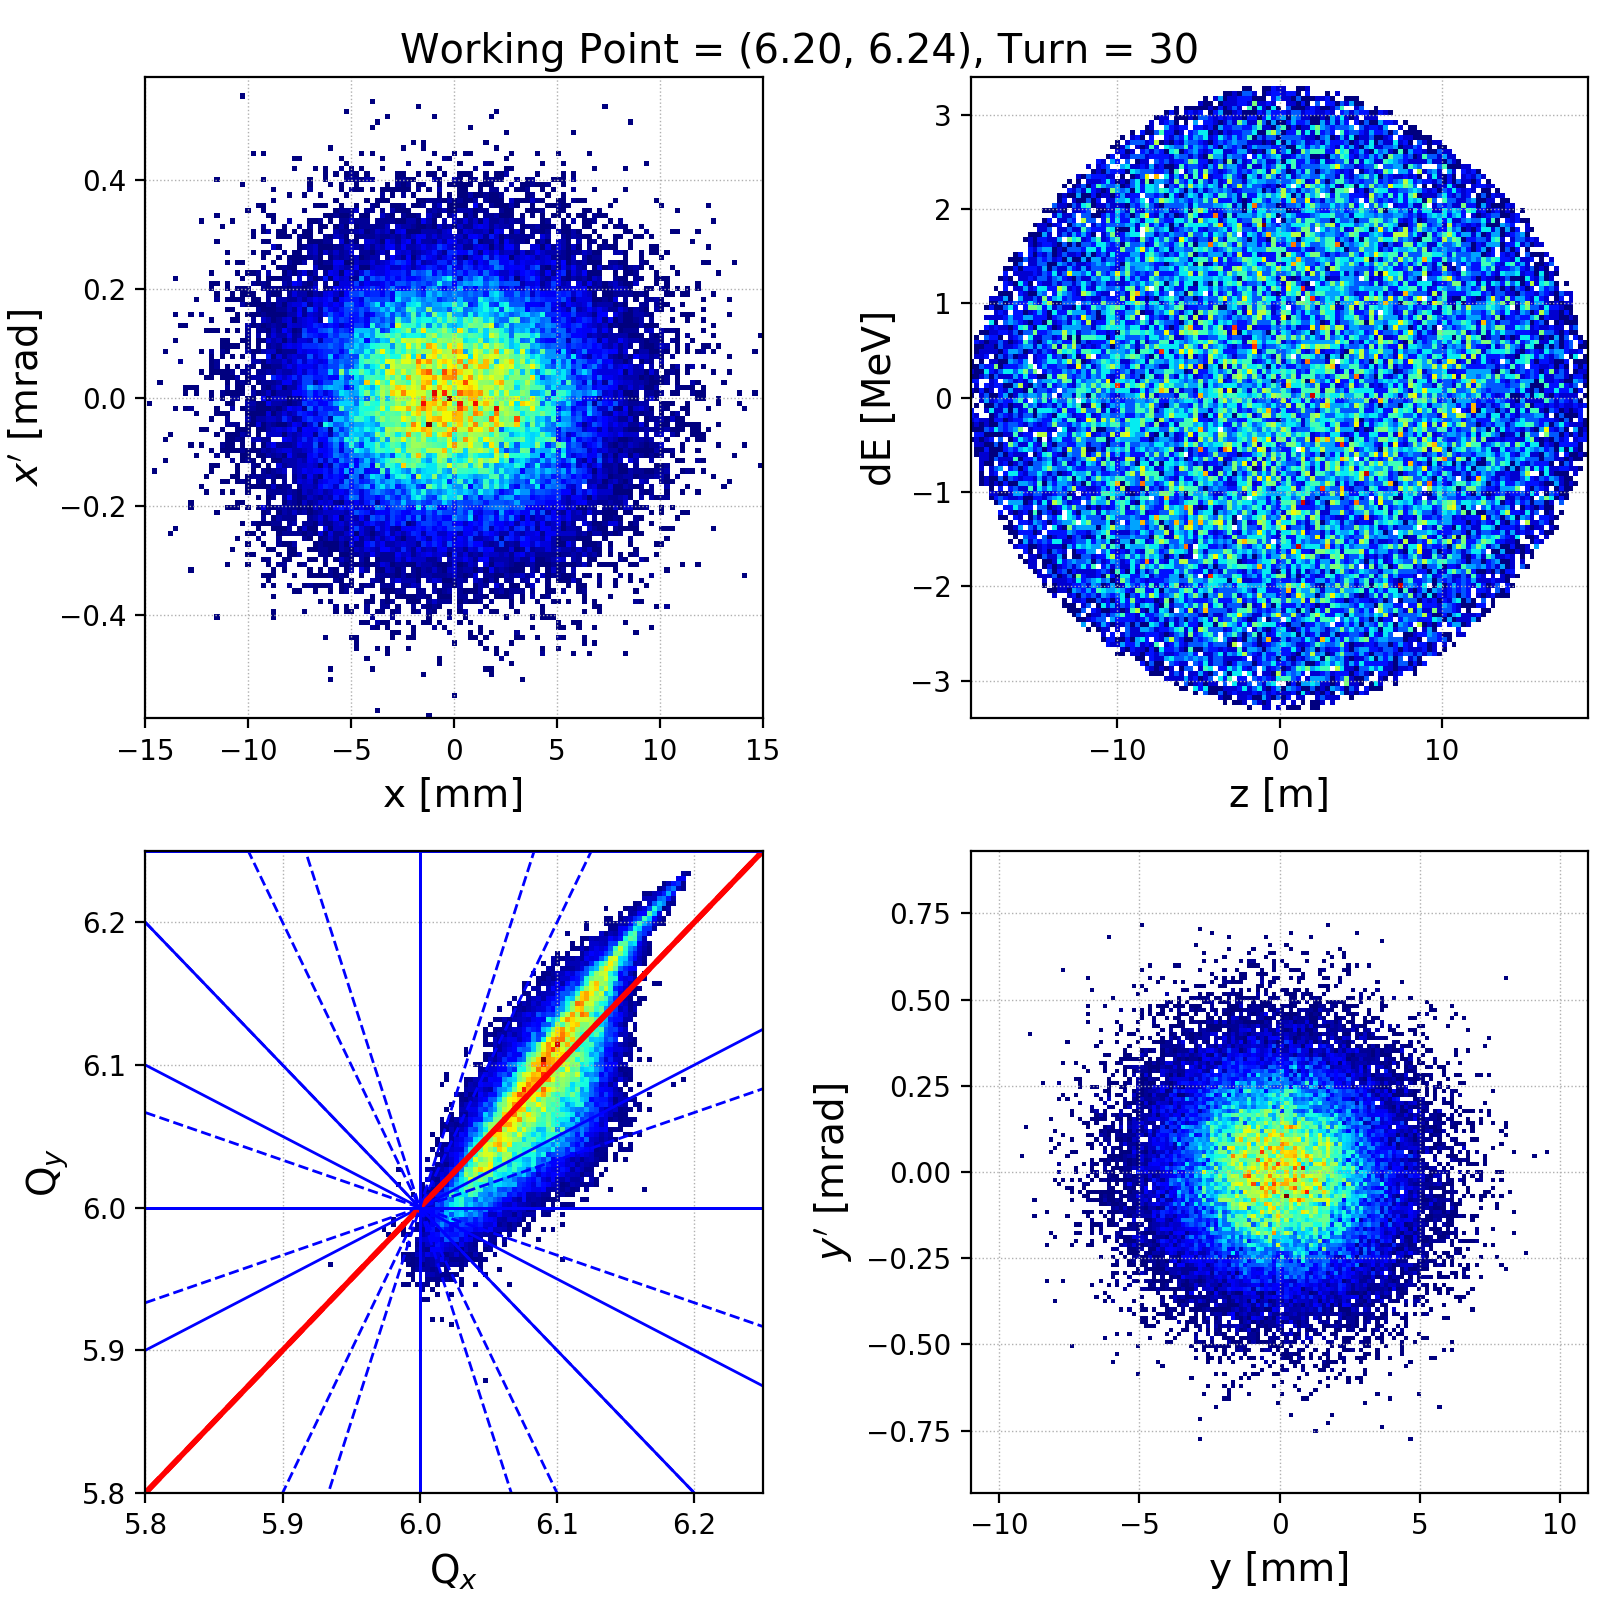 Working Point = (6.20, 6.24), Turn = 30
0.4
0.2
0.0
−0.2
−0.4
x′ [mrad]
−15 −10 −5 0 5 10 15
x [mm]
3
2
1
0
−1
−2
−3
dE [MeV]
−10 0 10
z [m]
6.2
6.1
6.0
5.9
5.8
Qy
5.8 5.9 6.0 6.1 6.2
Qx
0.75
0.50
0.25
0.00
−0.25
−0.50
−0.75
y′ [mrad]
−10 −5 0 5 10
y [mm]